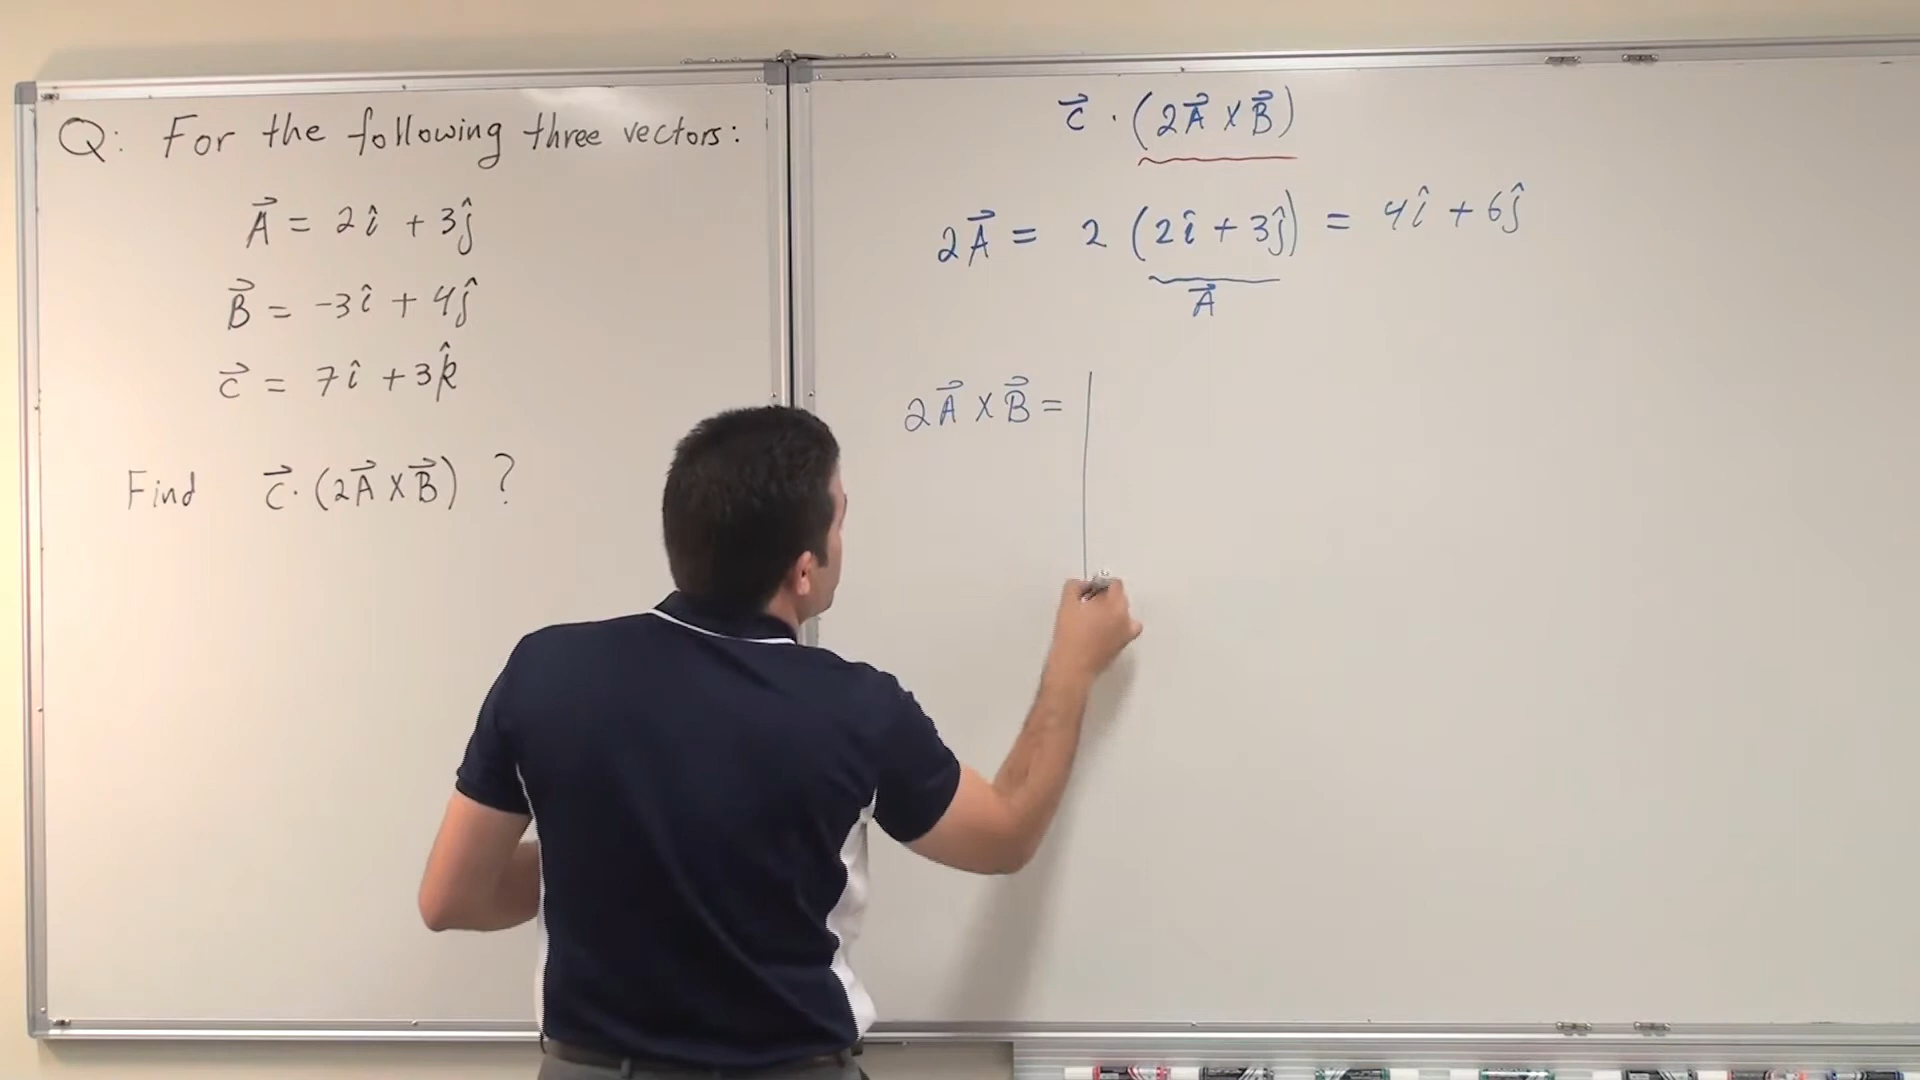 Q: For the following three vectors:
A⃗ = 2î + 3ĵ
B⃗ = -3î + 4ĵ
C⃗ = 7î + 3k̂
Find C⃗ · (2A⃗ × B⃗) ?
C⃗ · (2A⃗ × B⃗)
2A⃗ = 2 (2î + 3ĵ) = 4î + 6ĵ
A⃗
2A⃗ × B⃗ =